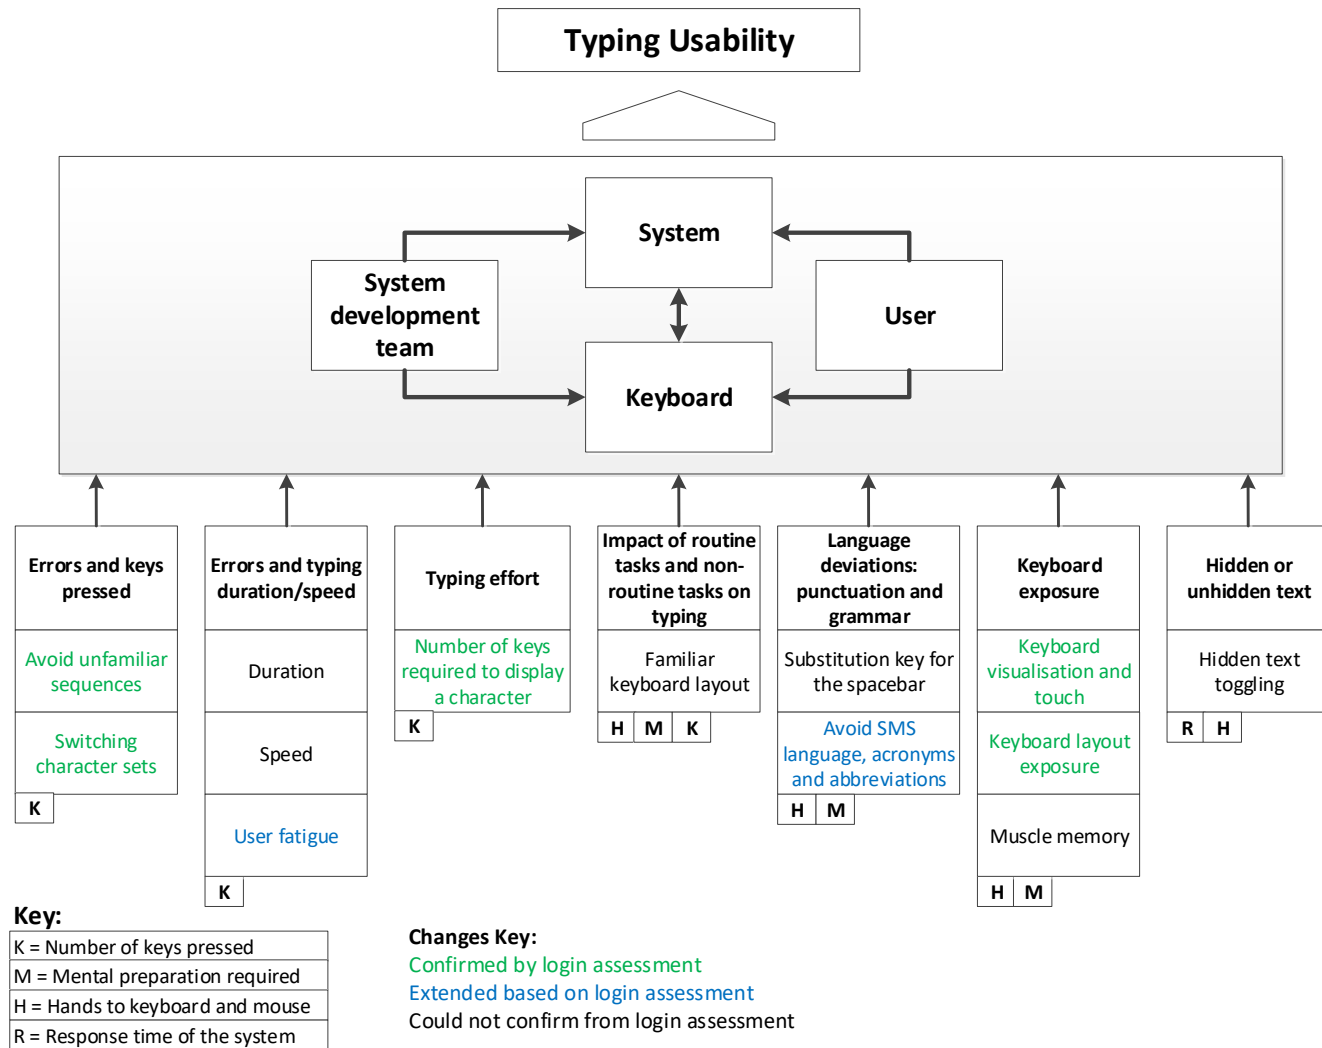 Typing Usability
System
System
development
team
User
Keyboard
Errors and keys
pressed
Avoid unfamiliar
sequences
Switching
character sets
K
Errors and typing
duration/speed
Duration
Speed
User fatigue
K
Typing effort
Number of keys
required to display
a character
K
Impact of routine
tasks and non-
routine tasks on
typing
Familiar
keyboard layout
H M K
Language
deviations:
punctuation and
grammar
Substitution key for
the spacebar
Avoid SMS
language, acronyms
and abbreviations
H M
Keyboard
exposure
Keyboard
visualisation and
touch
Keyboard layout
exposure
Muscle memory
H M
Hidden or
unhidden text
Hidden text
toggling
R H
Key:
K = Number of keys pressed
M = Mental preparation required
H = Hands to keyboard and mouse
R = Response time of the system
Changes Key:
Confirmed by login assessment
Extended based on login assessment
Could not confirm from login assessment